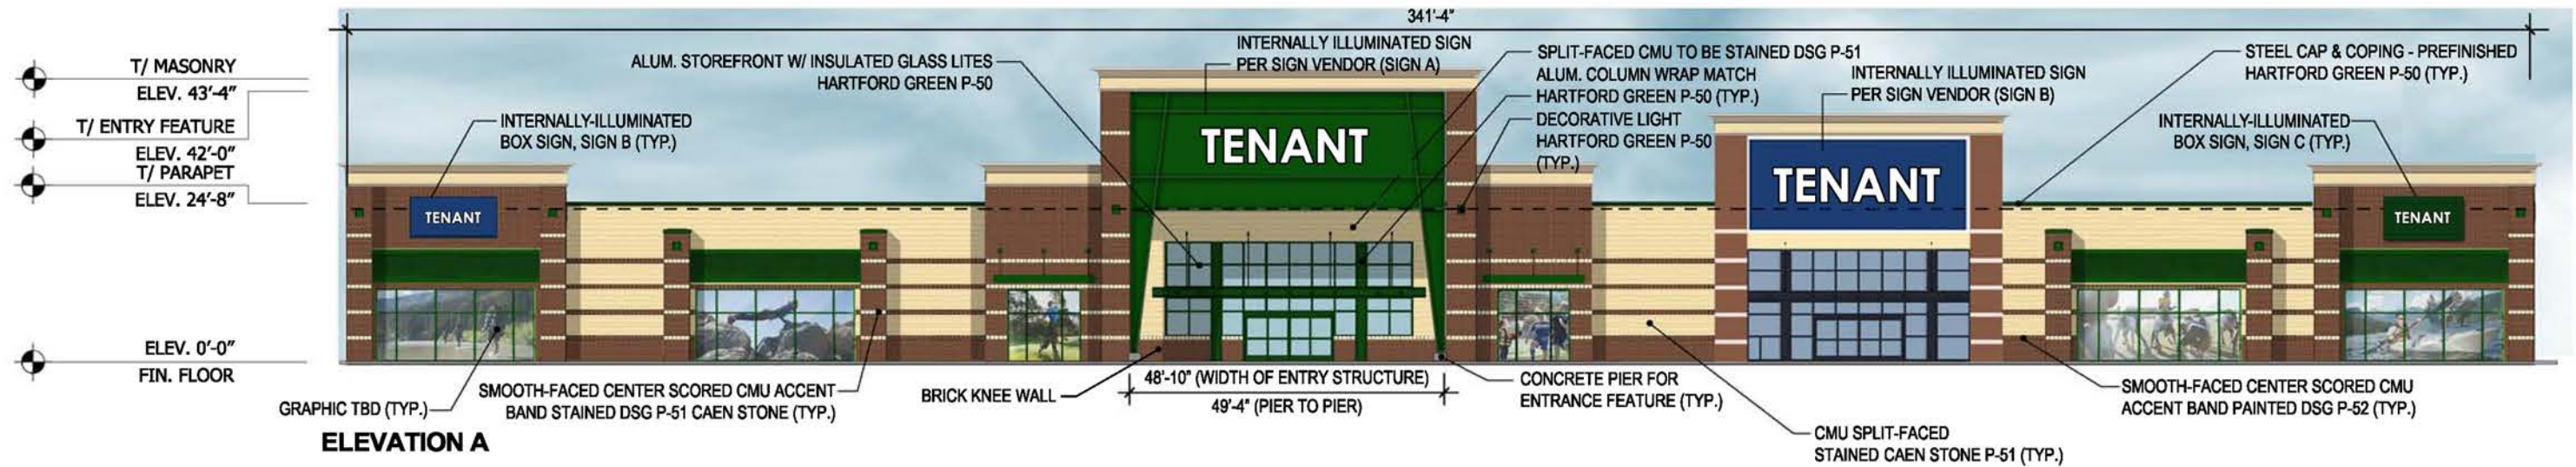 341'-4"
T/ MASONRY
ELEV. 43'-4"
T/ ENTRY FEATURE
ELEV. 42'-0"
T/ PARAPET
ELEV. 24'-8"
ELEV. 0'-0"
FIN. FLOOR
INTERNALLY-ILLUMINATED
BOX SIGN, SIGN B (TYP.)
ALUM. STOREFRONT W/ INSULATED GLASS LITES
HARTFORD GREEN P-50
INTERNALLY ILLUMINATED SIGN
PER SIGN VENDOR (SIGN A)
SPLIT-FACED CMU TO BE STAINED DSG P-51
ALUM. COLUMN WRAP MATCH
HARTFORD GREEN P-50 (TYP.)
DECORATIVE LIGHT
HARTFORD GREEN P-50
(TYP.)
INTERNALLY ILLUMINATED SIGN
PER SIGN VENDOR (SIGN B)
STEEL CAP & COPING - PREFINISHED
HARTFORD GREEN P-50 (TYP.)
INTERNALLY-ILLUMINATED
BOX SIGN, SIGN C (TYP.)
TENANT
TENANT
TENANT
TENANT
GRAPHIC TBD (TYP.)
SMOOTH-FACED CENTER SCORED CMU ACCENT
BAND STAINED DSG P-51 CAEN STONE (TYP.)
BRICK KNEE WALL
48'-10" (WIDTH OF ENTRY STRUCTURE)
49'-4" (PIER TO PIER)
CONCRETE PIER FOR
ENTRANCE FEATURE (TYP.)
CMU SPLIT-FACED
STAINED CAEN STONE P-51 (TYP.)
SMOOTH-FACED CENTER SCORED CMU
ACCENT BAND PAINTED DSG P-52 (TYP.)
ELEVATION A